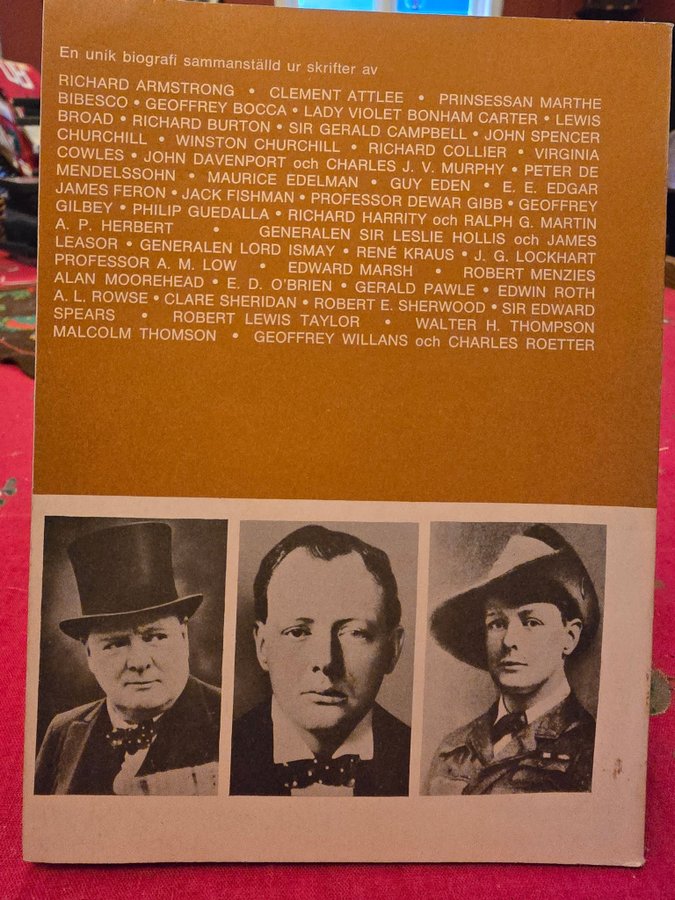 En unik biografi sammanställd ur skrifter av
RICHARD ARMSTRONG • CLEMENT ATTLEE • PRINSESSAN MARTHE
BIBESCO • GEOFFREY BOCCA • LADY VIOLET BONHAM CARTER • LEWIS
BROAD • RICHARD BURTON • SIR GERALD CAMPBELL • JOHN SPENCER
CHURCHILL • WINSTON CHURCHILL • RICHARD COLLIER • VIRGINIA
COWLES • JOHN DAVENPORT och CHARLES J. V. MURPHY • PETER DE
MENDELSSOHN • MAURICE EDELMAN • GUY EDEN • E. E. EDGAR
JAMES FERON • JACK FISHMAN • PROFESSOR DEWAR GIBB • GEOFFREY
GILBEY • PHILIP GUEDALLA • RICHARD HARRITY och RALPH G. MARTIN
A. P. HERBERT • GENERALEN SIR LESLIE HOLLIS och JAMES
LEASOR • GENERALEN LORD ISMAY • RENÉ KRAUS • J. G. LOCKHART
PROFESSOR A. M. LOW • EDWARD MARSH • ROBERT MENZIES
ALAN MOOREHEAD • E. D. O'BRIEN • GERALD PAWLE • EDWIN ROTH
A. L. ROWSE • CLARE SHERIDAN • ROBERT E. SHERWOOD • SIR EDWARD
SPEARS • ROBERT LEWIS TAYLOR • WALTER H. THOMPSON
MALCOLM THOMSON • GEOFFREY WILLANS och CHARLES ROETTER